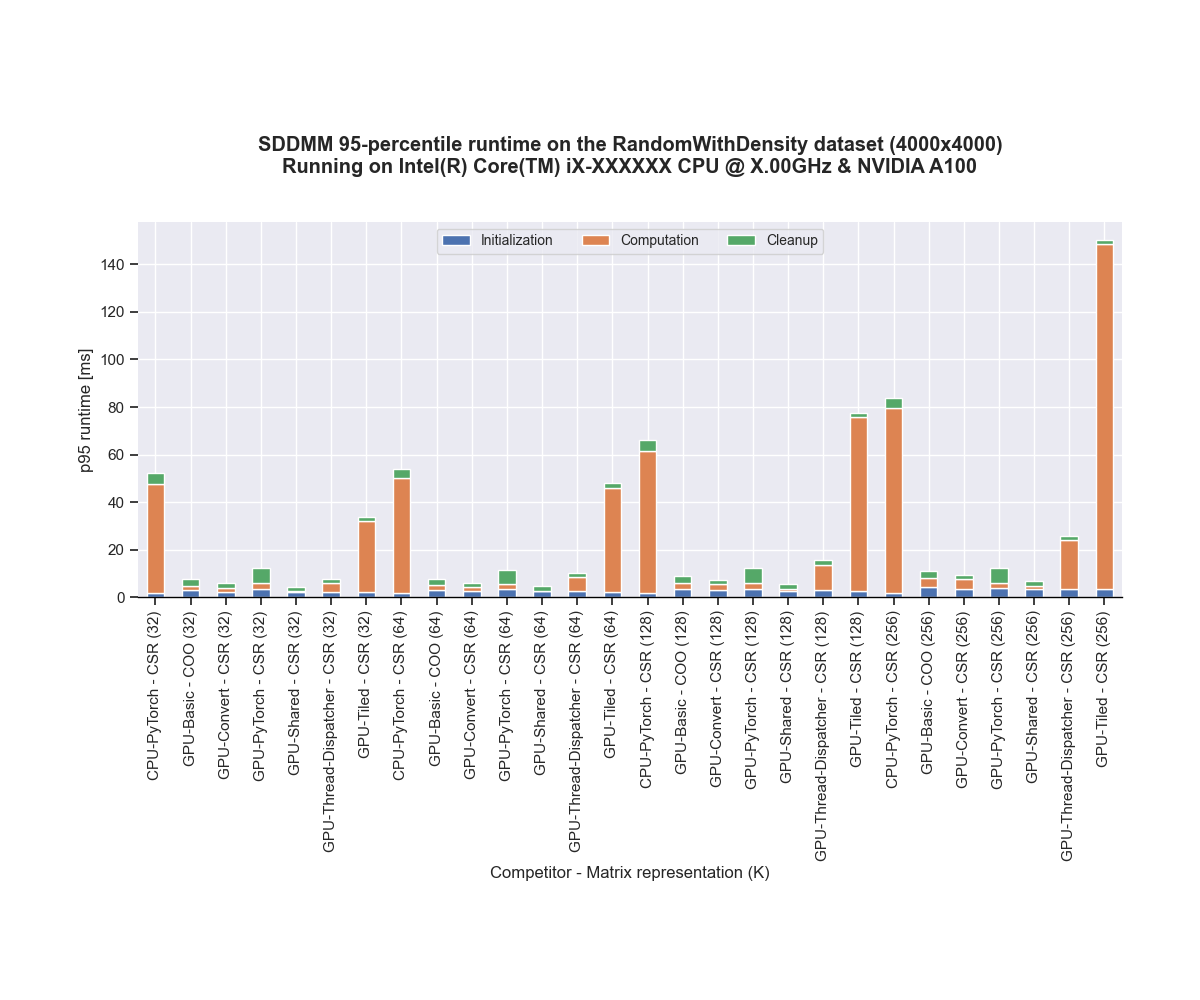 SDDMM 95-percentile runtime on the RandomWithDensity dataset (4000x4000)
Running on Intel(R) Core(TM) iX-XXXXXX CPU @ X.00GHz & NVIDIA A100
Initialization
Computation
Cleanup
p95 runtime [ms]
140
120
100
80
60
40
20
0
CPU-PyTorch - CSR (32)
GPU-Basic - COO (32)
GPU-Convert - CSR (32)
GPU-PyTorch - CSR (32)
GPU-Shared - CSR (32)
GPU-Thread-Dispatcher - CSR (32)
GPU-Tiled - CSR (32)
CPU-PyTorch - CSR (64)
GPU-Basic - COO (64)
GPU-Convert - CSR (64)
GPU-PyTorch - CSR (64)
GPU-Shared - CSR (64)
GPU-Thread-Dispatcher - CSR (64)
GPU-Tiled - CSR (64)
CPU-PyTorch - CSR (128)
GPU-Basic - COO (128)
GPU-Convert - CSR (128)
GPU-PyTorch - CSR (128)
GPU-Shared - CSR (128)
GPU-Thread-Dispatcher - CSR (128)
GPU-Tiled - CSR (128)
CPU-PyTorch - CSR (256)
GPU-Basic - COO (256)
GPU-Convert - CSR (256)
GPU-PyTorch - CSR (256)
GPU-Shared - CSR (256)
GPU-Thread-Dispatcher - CSR (256)
GPU-Tiled - CSR (256)
Competitor - Matrix representation (K)